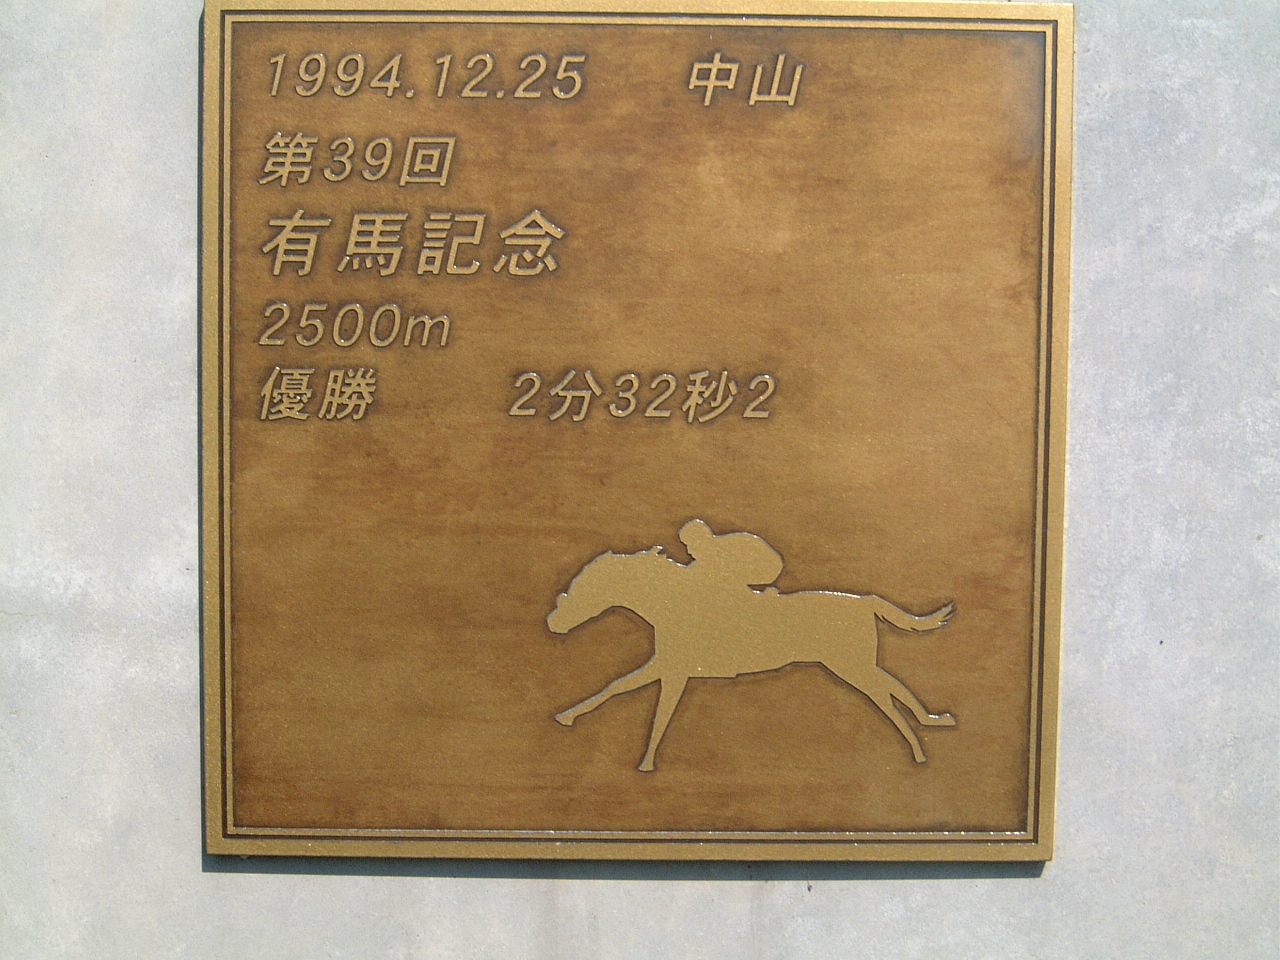 1994.12.25 中山
第39回
有馬記念
2500m
優勝 2分32秒2